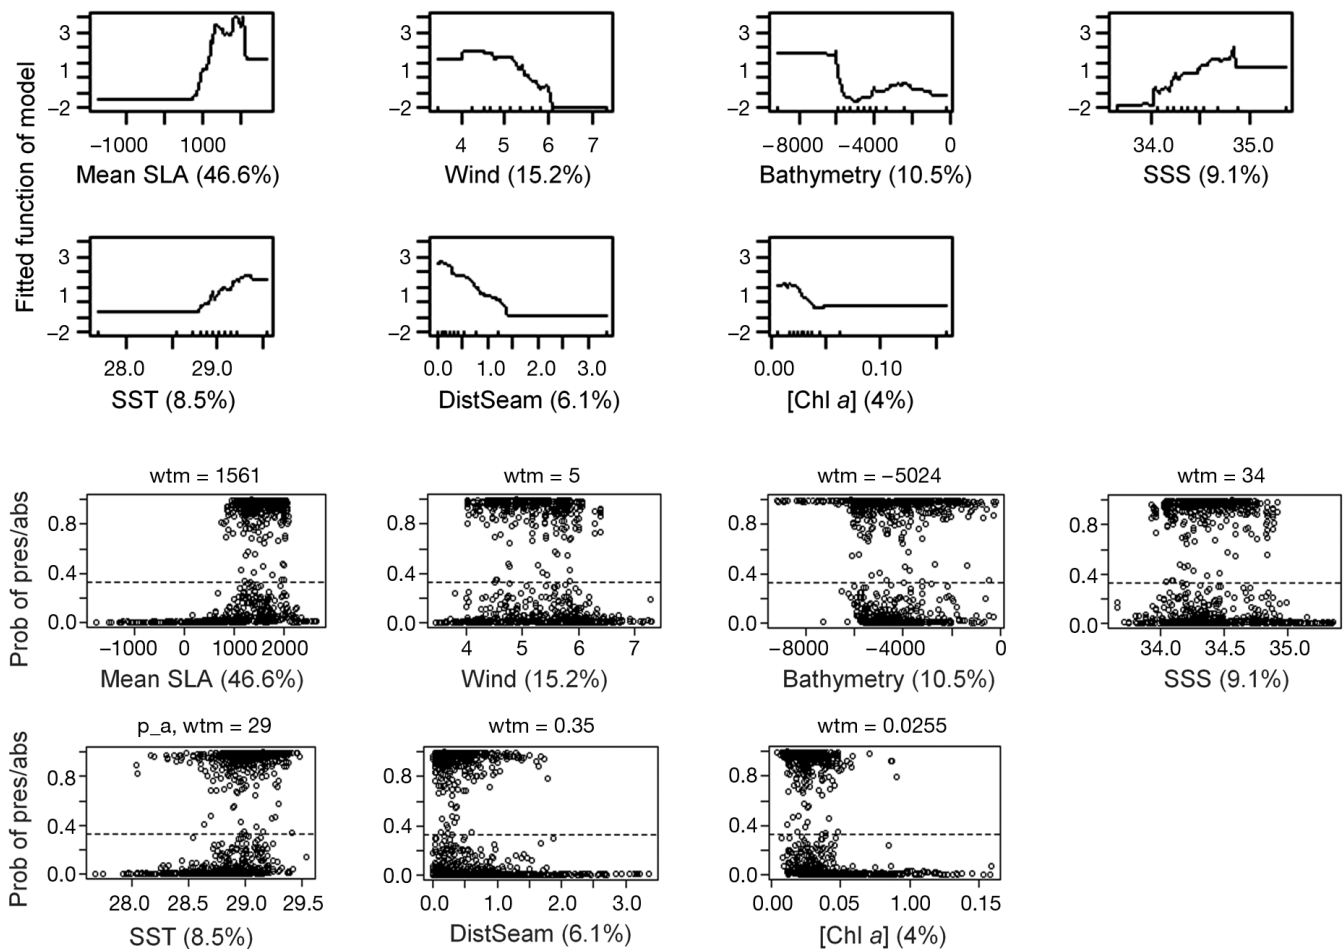 Fitted function of model
3
1
−2
−1000 1000
Mean SLA (46.6%)
3
1
−2
4 5 6 7
Wind (15.2%)
3
1
−2
−8000 −4000 0
Bathymetry (10.5%)
3
1
−2
34.0 35.0
SSS (9.1%)
3
1
−2
28.0 29.0
SST (8.5%)
3
1
−2
0.0 1.0 2.0 3.0
DistSeam (6.1%)
3
1
−2
0.00 0.10
[Chl a] (4%)
Prob of pres/abs
wtm = 1561
0.8
0.4
0.0
−1000 0 1000 2000
Mean SLA (46.6%)
wtm = 5
0.8
0.4
0.0
4 5 6 7
Wind (15.2%)
wtm = −5024
0.8
0.4
0.0
−8000 −4000 0
Bathymetry (10.5%)
wtm = 34
0.8
0.4
0.0
34.0 34.5 35.0
SSS (9.1%)
Prob of pres/abs
p_a, wtm = 29
0.8
0.4
0.0
28.0 28.5 29.0 29.5
SST (8.5%)
wtm = 0.35
0.8
0.4
0.0
0.0 1.0 2.0 3.0
DistSeam (6.1%)
wtm = 0.0255
0.8
0.4
0.0
0.00 0.05 1.00 0.15
[Chl a] (4%)